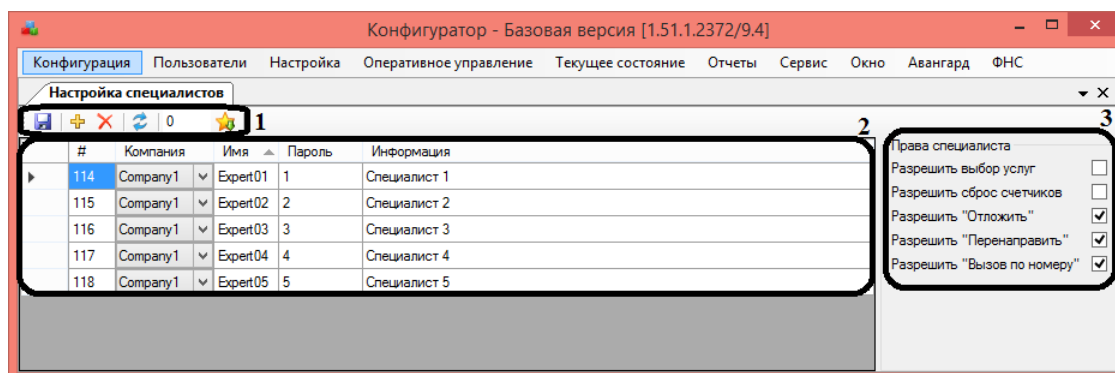 Конфигуратор - Базовая версия [1.51.1.2372/9.4]
Конфигурация Пользователи Настройка Оперативное управление Текущее состояние Отчеты Сервис Окно Авангард ФНС
Настройка специалистов
0 1
2 3
# Компания Имя Пароль Информация
114 Company1 Expert01 1 Специалист 1
115 Company1 Expert02 2 Специалист 2
116 Company1 Expert03 3 Специалист 3
117 Company1 Expert04 4 Специалист 4
118 Company1 Expert05 5 Специалист 5
Права специалиста
Разрешить выбор услуг
Разрешить сброс счетчиков
Разрешить "Отложить"
Разрешить "Перенаправить"
Разрешить "Вызов по номеру"